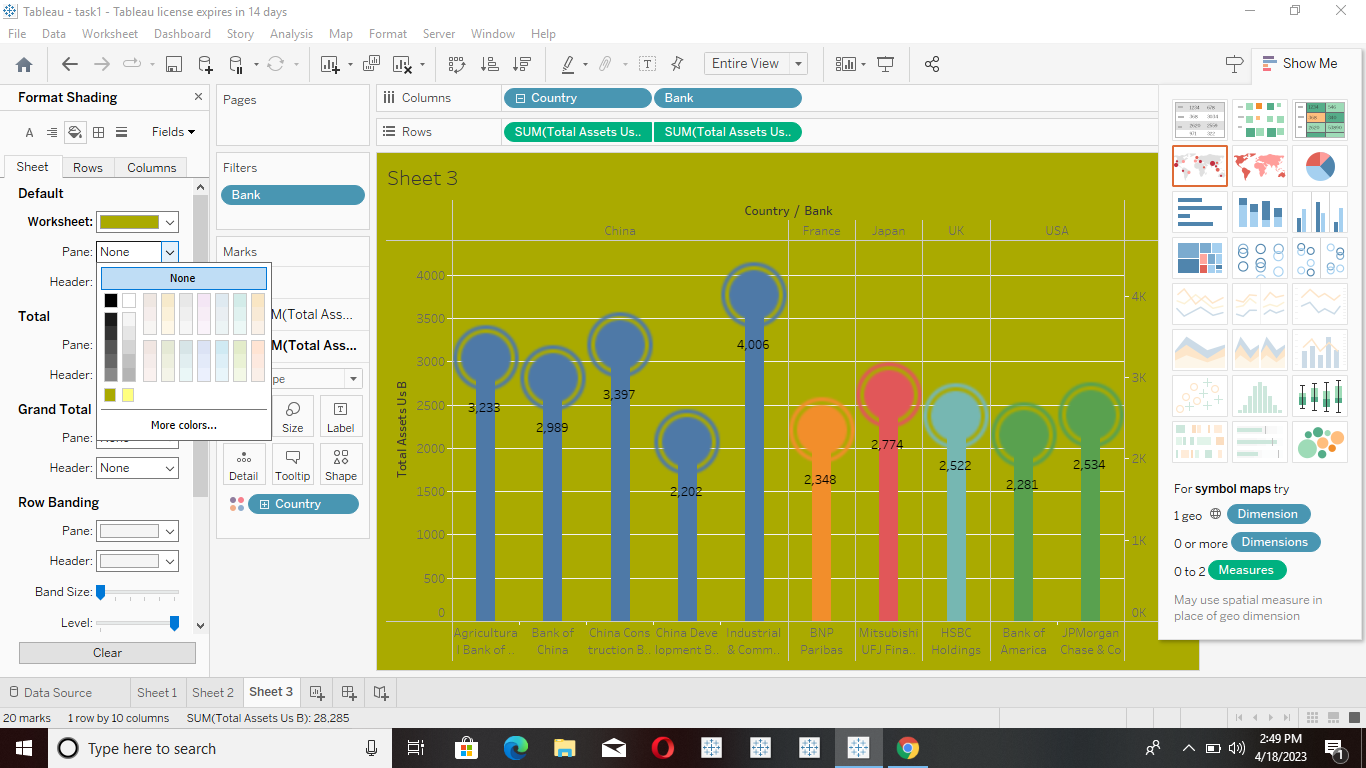 Tableau - task1 - Tableau license expires in 14 days
File Data Worksheet Dashboard Story Analysis Map Format Server Window Help
Entire View
Show Me
Format Shading
Fields
Sheet Rows Columns
Default
Worksheet:
Pane: None
None
Header:
Total
Pane:
Header:
Grand Total
More colors...
Pane:
Header: None
Row Banding
Pane:
Header:
Band Size:
Level:
Clear
Pages
Filters
Bank
Marks
M(Total Ass...
M(Total Ass...
pe
Size Label
Detail Tooltip Shape
Country
Columns Country Bank
Rows SUM(Total Assets Us.. SUM(Total Assets Us..
Sheet 3
Country / Bank
China France Japan UK USA
Total Assets Us B
4000
3500
3000
2500
2000
1500
1000
500
0
4K
3K
2K
1K
0K
3,233
2,989
3,397
2,202
4,006
2,348
2,774
2,522
2,281
2,534
Agricultura
l Bank of ..
Bank of
China
China Cons
truction B..
China Deve
lopment B..
Industrial
& Comm..
BNP
Paribas
Mitsubishi
UFJ Fina..
HSBC
Holdings
Bank of
America
JPMorgan
Chase & Co
For symbol maps try
1 geo Dimension
0 or more Dimensions
0 to 2 Measures
May use spatial measure in
place of geo dimension
Data Source Sheet 1 Sheet 2 Sheet 3
20 marks 1 row by 10 columns SUM(Total Assets Us B): 28,285
Type here to search
2:49 PM
4/18/2023
1